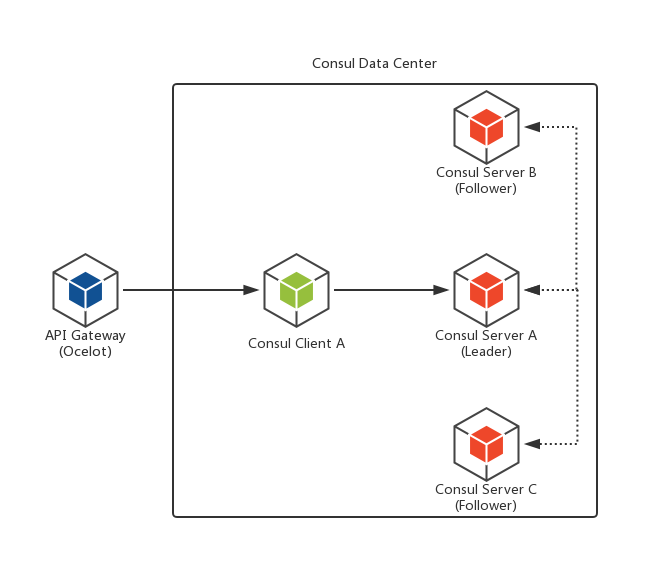 Consul Data Center
Consul Server B
(Follower)
API Gateway
(Ocelot)
Consul Client A
Consul Server A
(Leader)
Consul Server C
(Follower)